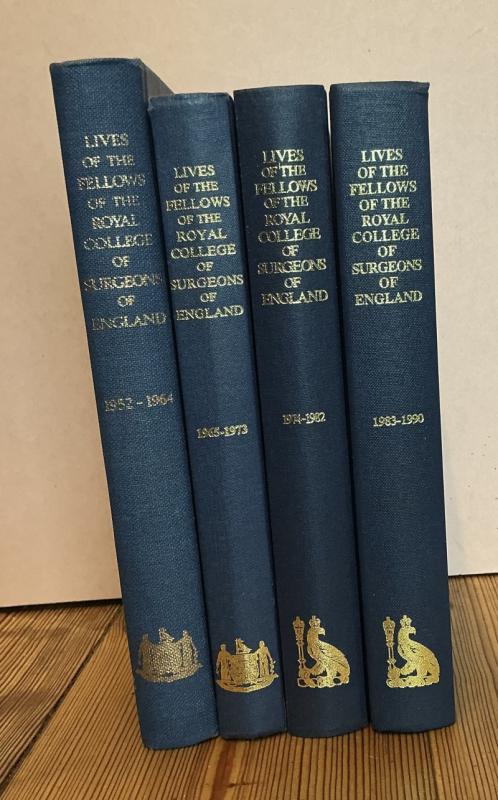 LIVES
OF THE
FELLOWS
OF THE
ROYAL
COLLEGE
OF
SURGEONS
OF
ENGLAND
1952-1964
LIVES
OF THE
FELLOWS
OF THE
ROYAL
COLLEGE
OF
SURGEONS
OF
ENGLAND
1965-1973
LIVES
OF THE
FELLOWS
OF THE
ROYAL
COLLEGE
OF
SURGEONS
OF
ENGLAND
1974-1982
LIVES
OF THE
FELLOWS
OF THE
ROYAL
COLLEGE
OF
SURGEONS
OF
ENGLAND
1983-1990